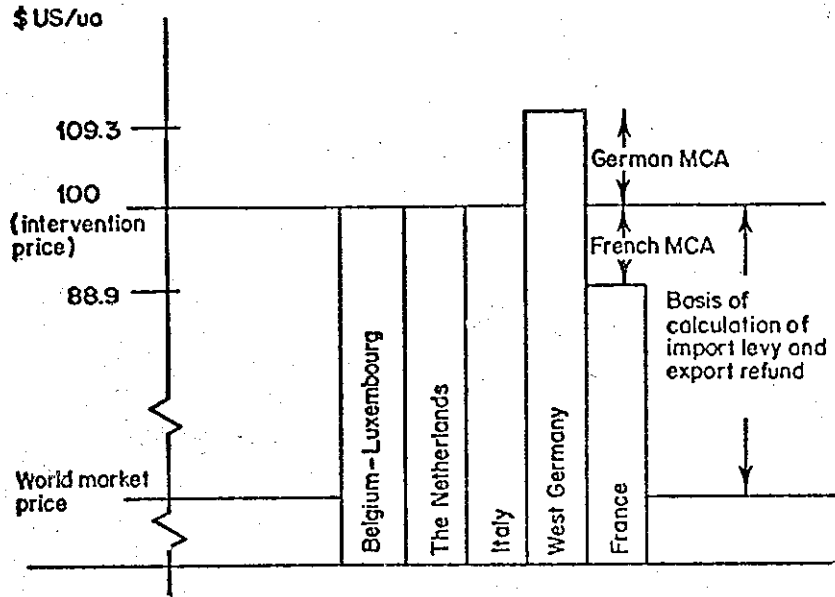 $ US/ua
109.3
100
(intervention
price)
88.9
World market
price
Belgium-Luxembourg
The Netherlands
Italy
West Germany
France
German MCA
French MCA
Basis of
calculation of
import levy and
export refund